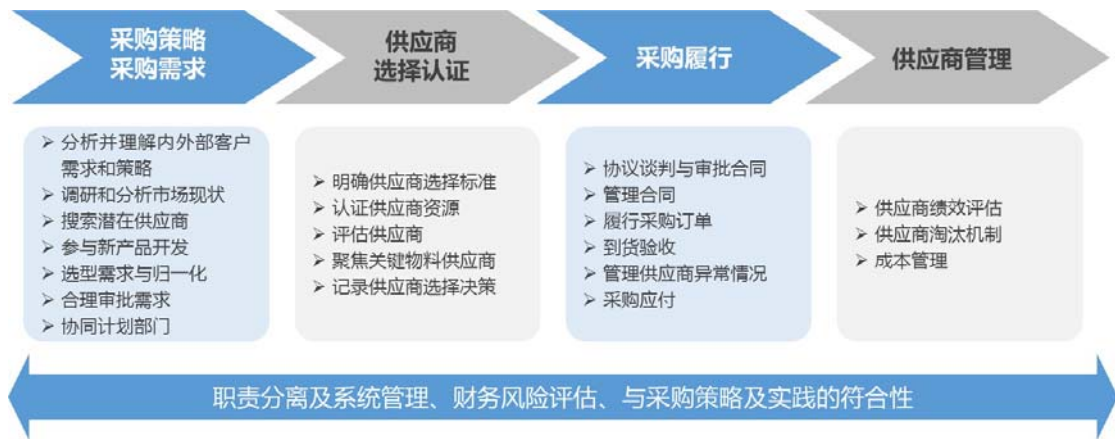 采购策略
采购需求
供应商
选择认证
采购履行
供应商管理
➢ 分析并理解内外部客户
需求和策略
➢ 调研和分析市场现状
➢ 搜索潜在供应商
➢ 参与新产品开发
➢ 选型需求与归一化
➢ 合理审批需求
➢ 协同计划部门
➢ 明确供应商选择标准
➢ 认证供应商资源
➢ 评估供应商
➢ 聚焦关键物料供应商
➢ 记录供应商选择决策
➢ 协议谈判与审批合同
➢ 管理合同
➢ 履行采购订单
➢ 到货验收
➢ 管理供应商异常情况
➢ 采购应付
➢ 供应商绩效评估
➢ 供应商淘汰机制
➢ 成本管理
职责分离及系统管理、财务风险评估、与采购策略及实践的符合性